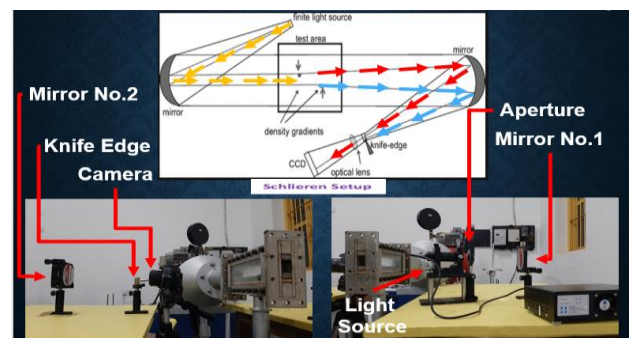 finite light source
test area
mirror
mirror
density gradients
knife-edge
optical lens
CCD
Schlieren Setup
Mirror No.2
Knife Edge
Camera
Aperture
Mirror No.1
Light
Source